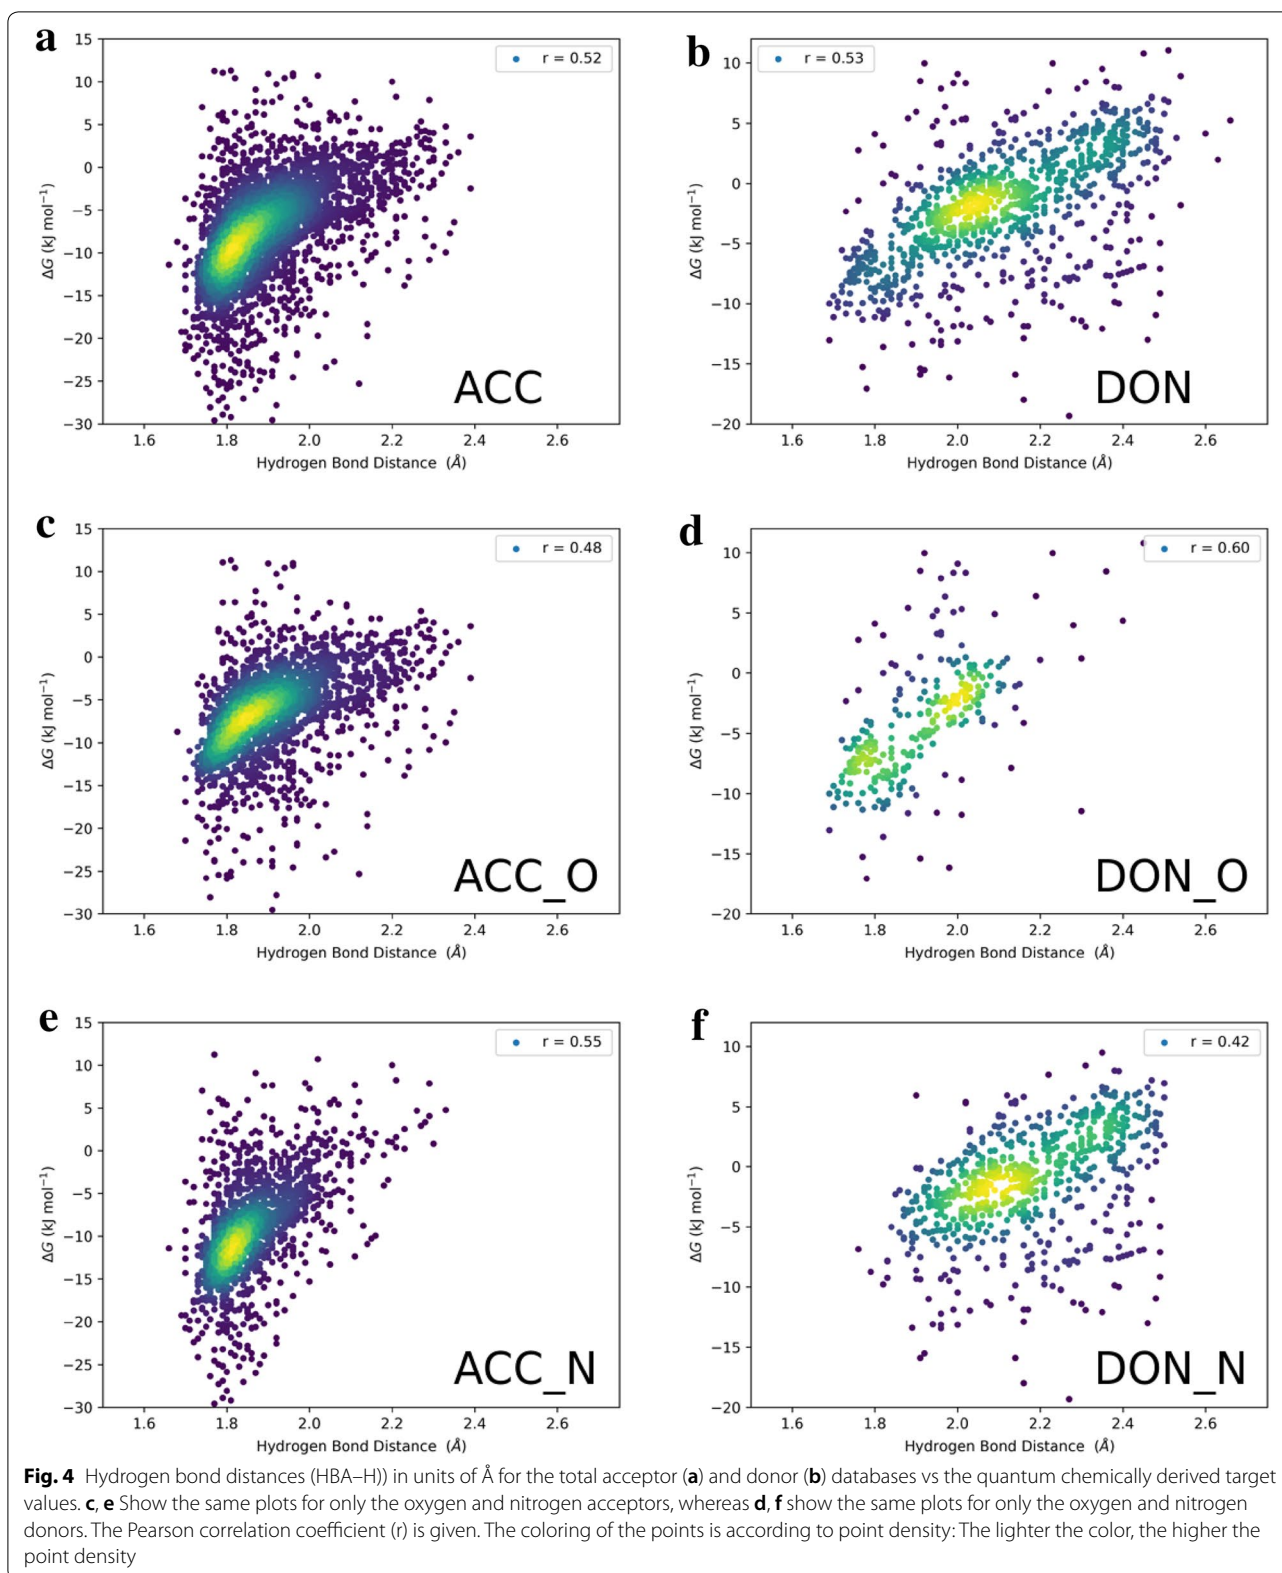 a
15
10
5
0
−5
−10
−15
−20
−25
−30
ΔG (kJ mol⁻¹)
r = 0.52
ACC
1.6 1.8 2.0 2.2 2.4 2.6
Hydrogen Bond Distance (Å)
b
10
5
0
−5
−10
−15
−20
ΔG (kJ mol⁻¹)
r = 0.53
DON
1.6 1.8 2.0 2.2 2.4 2.6
Hydrogen Bond Distance (Å)
c
15
10
5
0
−5
−10
−15
−20
−25
−30
ΔG (kJ mol⁻¹)
r = 0.48
ACC_O
1.6 1.8 2.0 2.2 2.4 2.6
Hydrogen Bond Distance (Å)
d
10
5
0
−5
−10
−15
−20
ΔG (kJ mol⁻¹)
r = 0.60
DON_O
1.6 1.8 2.0 2.2 2.4 2.6
Hydrogen Bond Distance (Å)
e
15
10
5
0
−5
−10
−15
−20
−25
−30
ΔG (kJ mol⁻¹)
r = 0.55
ACC_N
1.6 1.8 2.0 2.2 2.4 2.6
Hydrogen Bond Distance (Å)
f
10
5
0
−5
−10
−15
−20
ΔG (kJ mol⁻¹)
r = 0.42
DON_N
1.6 1.8 2.0 2.2 2.4 2.6
Hydrogen Bond Distance (Å)
Fig. 4 Hydrogen bond distances (HBA–H)) in units of Å for the total acceptor (a) and donor (b) databases vs the quantum chemically derived target
values. c, e Show the same plots for only the oxygen and nitrogen acceptors, whereas d, f show the same plots for only the oxygen and nitrogen
donors. The Pearson correlation coefficient (r) is given. The coloring of the points is according to point density: The lighter the color, the higher the
point density